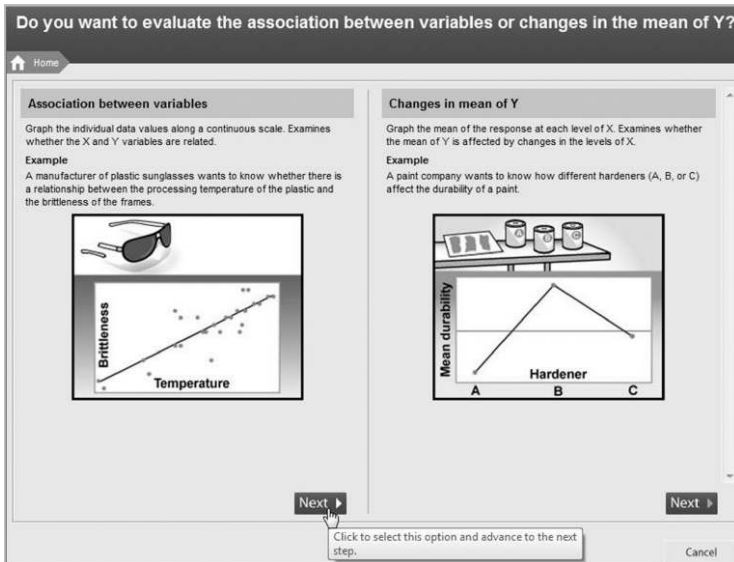 Do you want to evaluate the association between variables or changes in the mean of Y?
Home
Association between variables
Graph the individual data values along a continuous scale. Examines
whether the X and Y variables are related.
Example
A manufacturer of plastic sunglasses wants to know whether there is
a relationship between the processing temperature of the plastic and
the brittleness of the frames.
Brittleness
Temperature
Next
Click to select this option and advance to the next
step.
Changes in mean of Y
Graph the mean of the response at each level of X. Examines whether
the mean of Y is affected by changes in the levels of X.
Example
A paint company wants to know how different hardeners (A, B, or C)
affect the durability of a paint.
A B C
Mean durability
Hardener
A B C
Next
Cancel